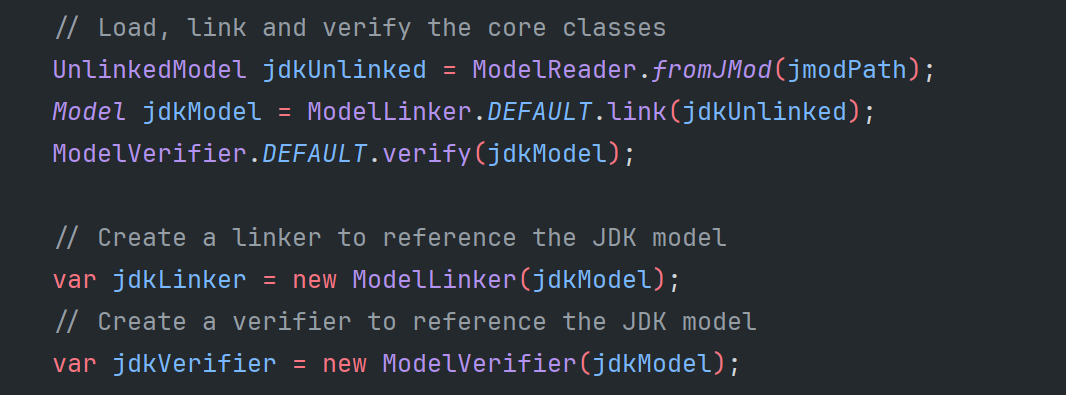 // Load, link and verify the core classes
UnlinkedModel jdkUnlinked = ModelReader.fromJMod(jmodPath);
Model jdkModel = ModelLinker.DEFAULT.link(jdkUnlinked);
ModelVerifier.DEFAULT.verify(jdkModel);
// Create a linker to reference the JDK model
var jdkLinker = new ModelLinker(jdkModel);
// Create a verifier to reference the JDK model
var jdkVerifier = new ModelVerifier(jdkModel);